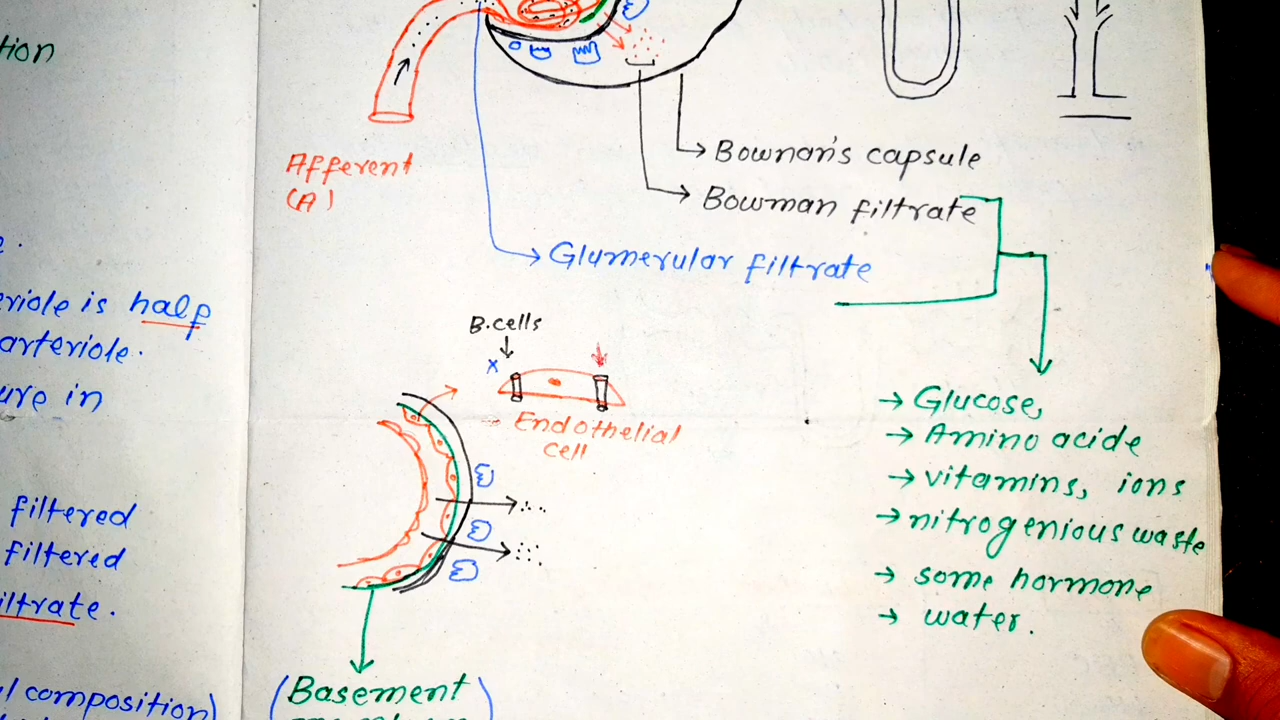 tion
Bowman's capsule
Afferent
(A)
Bowman filtrate
Glumerular filtrate
e.
eriole is half
B.cells
arteriole.
x
ure in
Glucose,
Endothelial
cell
Amino acide
vitamins, ions
filtered
nitrogenious waste
filtered
some hormone
iltrate.
water.
l composition)
(Basement